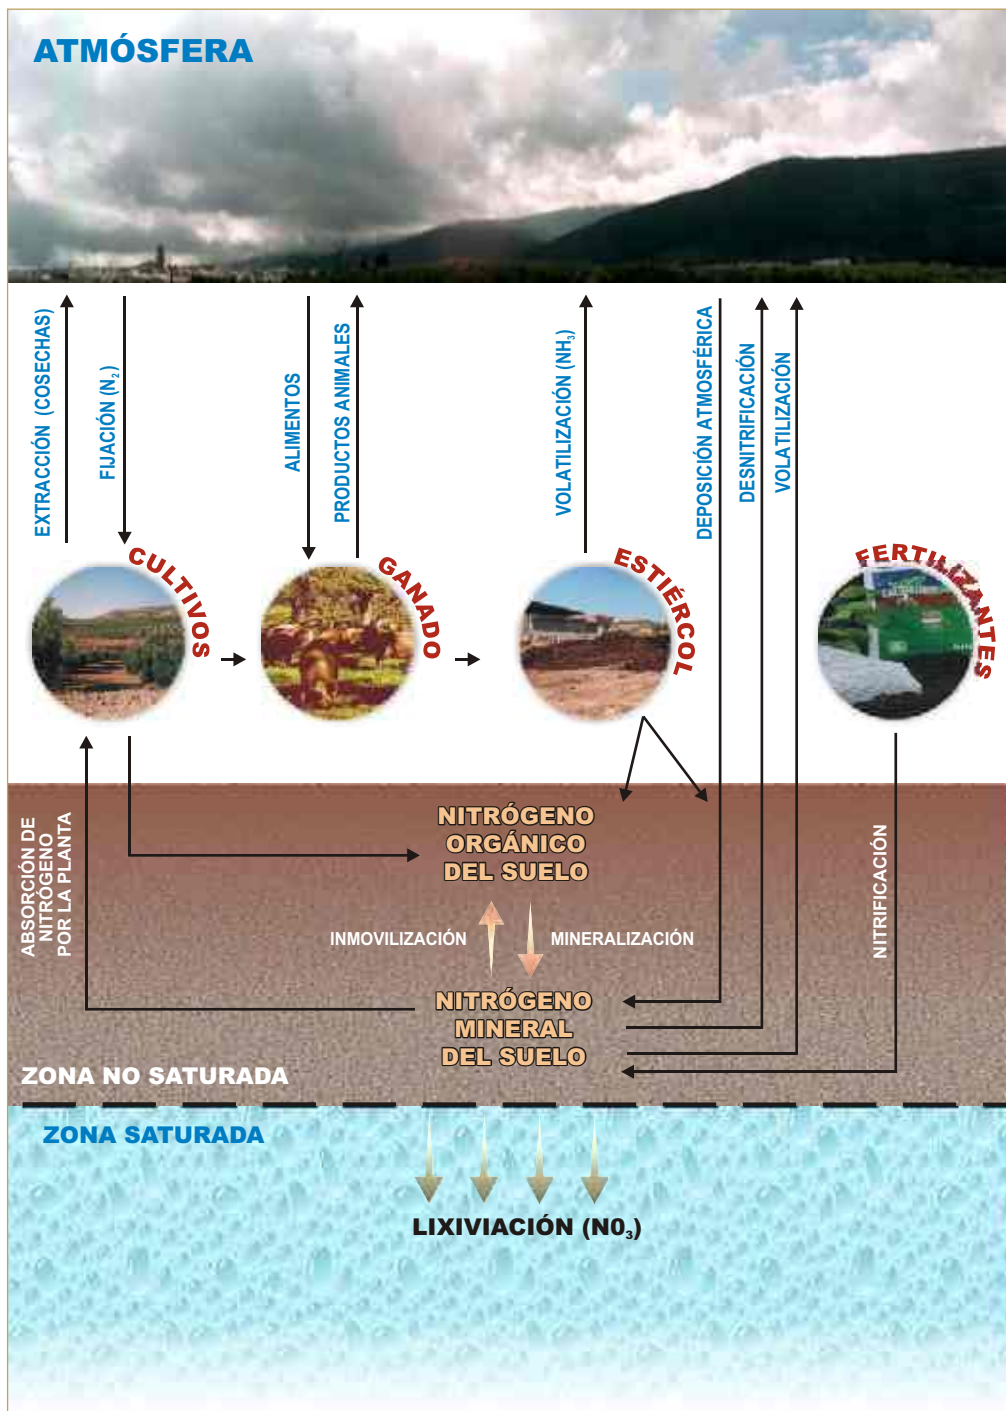 ATMÓSFERA
EXTRACCIÓN (COSECHAS)
FIJACIÓN (N₂)
ALIMENTOS
PRODUCTOS ANIMALES
VOLATILIZACIÓN (NH₃)
DEPOSICIÓN ATMOSFÉRICA
DESNITRIFICACIÓN
VOLATILIZACIÓN
CULTIVOS
GANADO
ESTIÉRCOL
FERTILIZANTES
ABSORCIÓN DE
NITRÓGENO
POR LA PLANTA
NITRÓGENO
ORGÁNICO
DEL SUELO
INMOVILIZACIÓN
MINERALIZACIÓN
NITRIFICACIÓN
NITRÓGENO
MINERAL
DEL SUELO
ZONA NO SATURADA
ZONA SATURADA
LIXIVIACIÓN (N0₃)